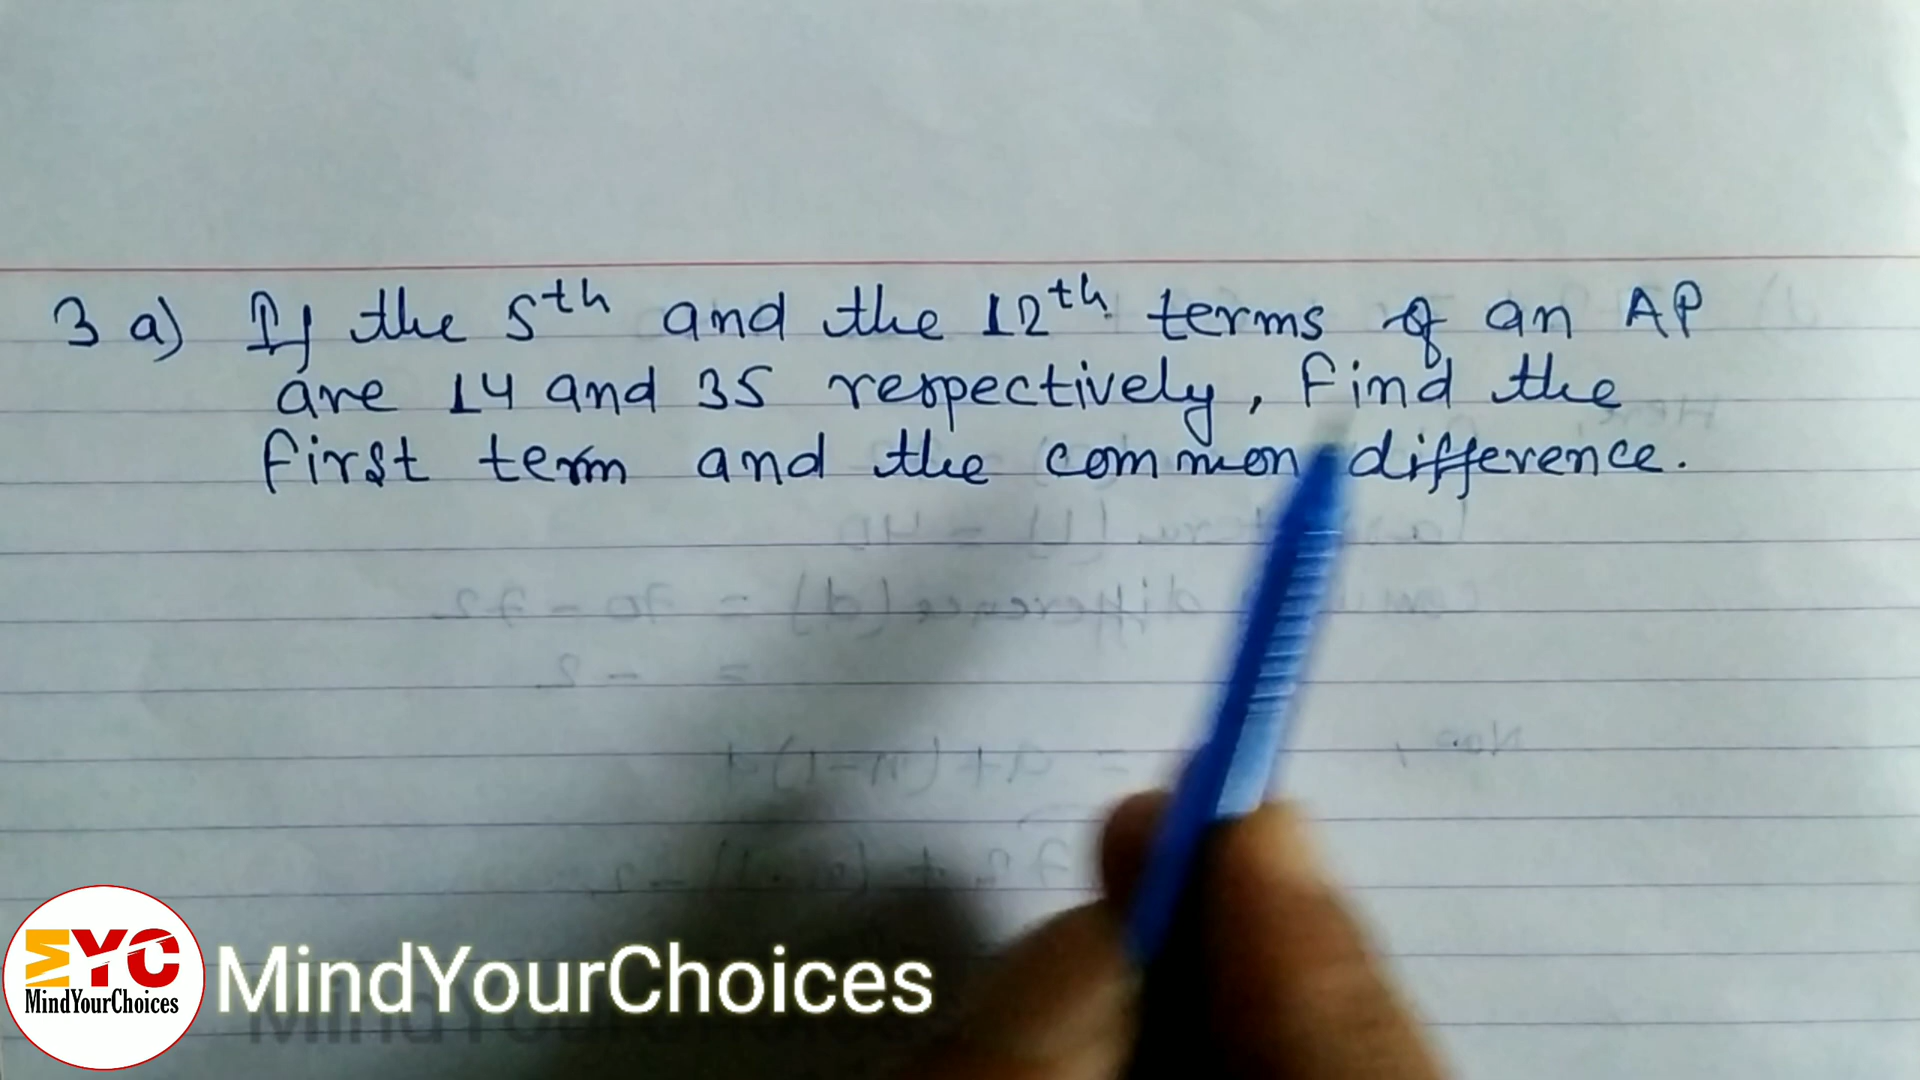 3 a) If the 5th and the 12th terms of an AP
are 14 and 35 respectively, Find the
first term and the common difference.
MYC
MindYourChoices
MindYourChoices